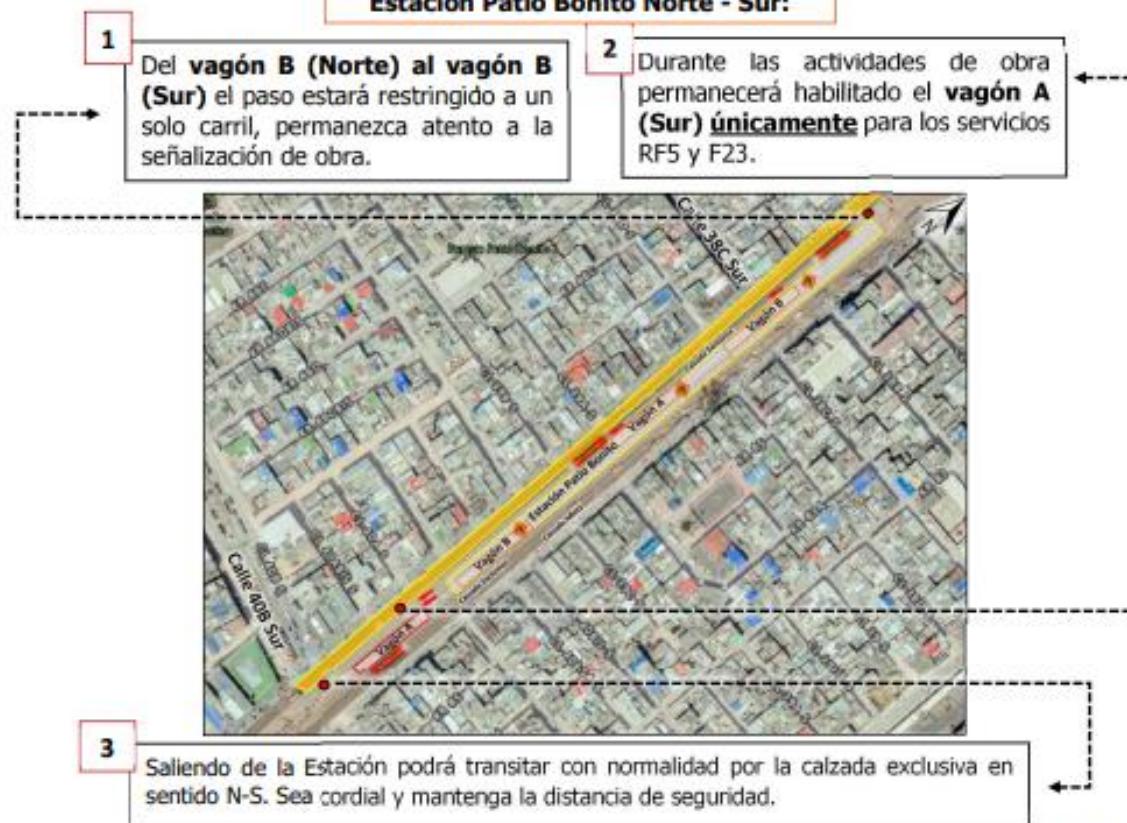 Estación Patio Bonito Norte - Sur:
1
Del vagón B (Norte) al vagón B
(Sur) el paso estará restringido a un
solo carril, permanezca atento a la
señalización de obra.
2
Durante las actividades de obra
permanecerá habilitado el vagón A
(Sur) únicamente para los servicios
RF5 y F23.
Calle 38C Sur
N
Vagón B
Vagón A
Estación Patio Bonito
Vagón B
Calle 40B Sur
Vagón A
3
Saliendo de la Estación podrá transitar con normalidad por la calzada exclusiva en
sentido N-S. Sea cordial y mantenga la distancia de seguridad.